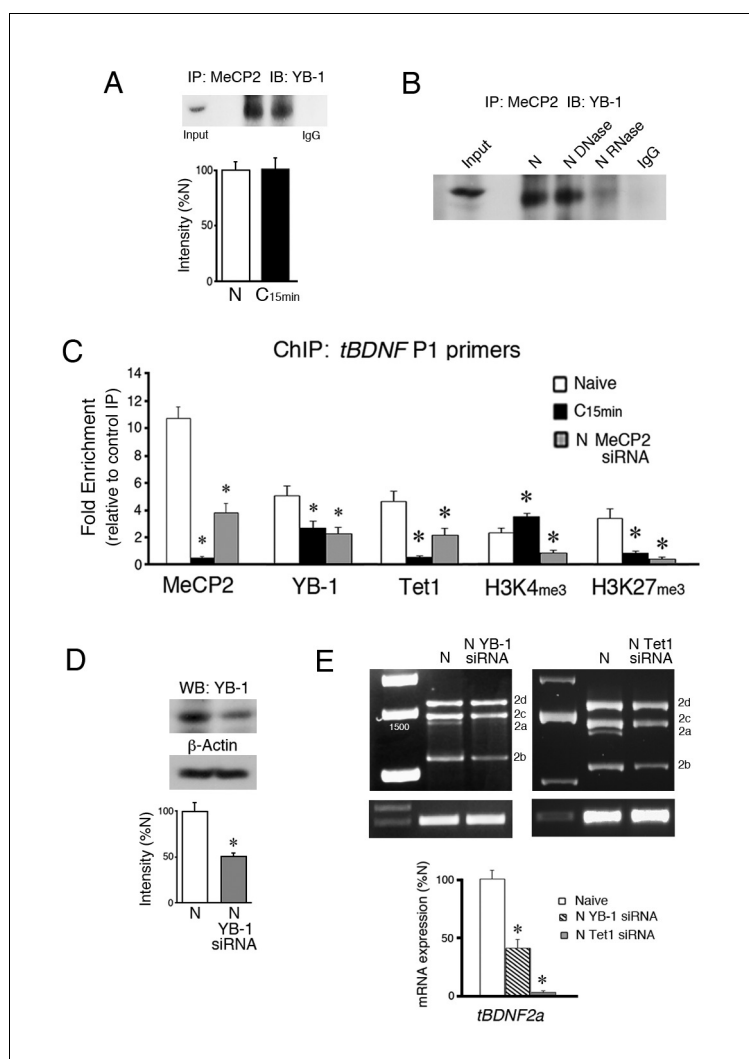 A
IP: MeCP2 IB: YB-1
Input IgG
Intensity (%N)
100
50
0
N C15min
B
IP: MeCP2 IB: YB-1
Input N N DNase N RNase IgG
C
ChIP: tBDNF P1 primers
Fold Enrichment
(relative to control IP)
14
12
10
8
6
4
2
0
Naive
C15min
N MeCP2
siRNA
* * * * * * * * * *
MeCP2 YB-1 Tet1 H3K4me3 H3K27me3
D
WB: YB-1
β-Actin
Intensity (%N)
100
50
0
*
N N
YB-1
siRNA
E
N N YB-1
siRNA
1500
2d
2c
2a
2b
N N Tet1
siRNA
2d
2c
2a
2b
mRNA expression (%N)
100
50
0
* *
Naive
N YB-1 siRNA
N Tet1 siRNA
tBDNF2a